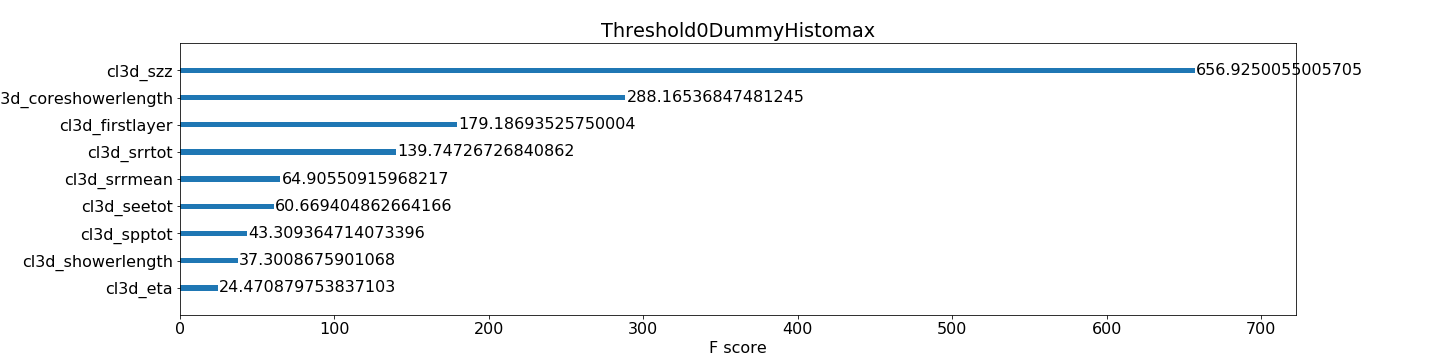 Threshold0DummyHistomax
cl3d_szz 656.9250055005705
3d_coreshowerlength 288.16536847481245
cl3d_firstlayer 179.18693525750004
cl3d_srrtot 139.74726726840862
cl3d_srrmean 64.90550915968217
cl3d_seetot 60.669404862664166
cl3d_spptot 43.309364714073396
cl3d_showerlength 37.3008675901068
cl3d_eta 24.470879753837103
0 100 200 300 400 500 600 700
F score